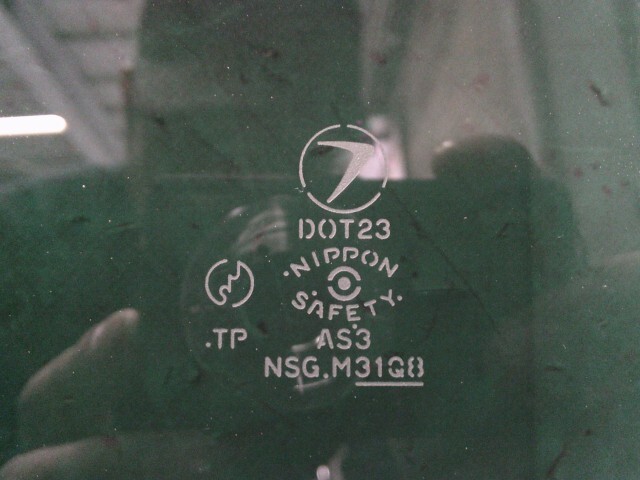 DOT23
·NIPPON
·SAFETY·
.TP AS3
NSG.M31Q8